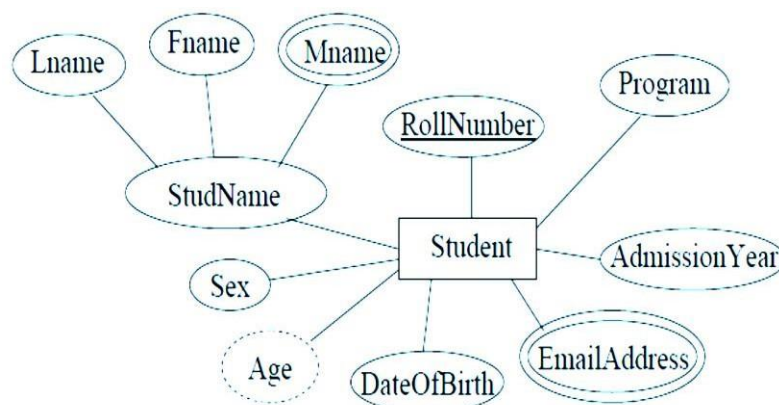 Lname
Fname
Mname
Program
RollNumber
StudName
Student
AdmissionYear
Sex
EmailAddress
Age
DateOfBirth